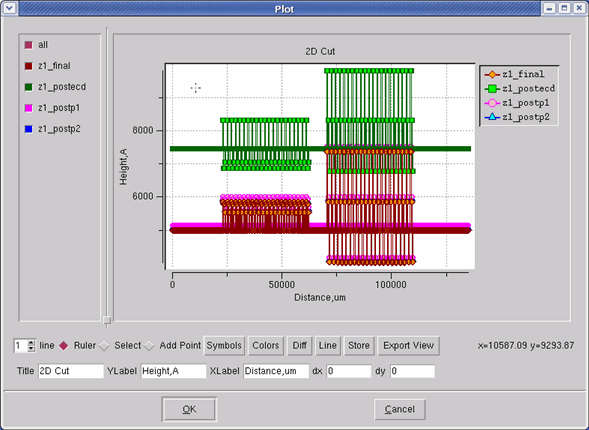 Plot
all
z1_final
z1_postecd
z1_postp1
z1_postp2
2D Cut
z1_final
z1_postecd
z1_postp1
z1_postp2
Height,A
8000
6000
0 50000 100000
Distance,um
1 line Ruler Select Add Point Symbols Colors Diff Line Store Export View x=10587.09 y=9293.87
Title 2D Cut YLabel Height,A XLabel Distance,um dx 0 dy 0
OK Cancel